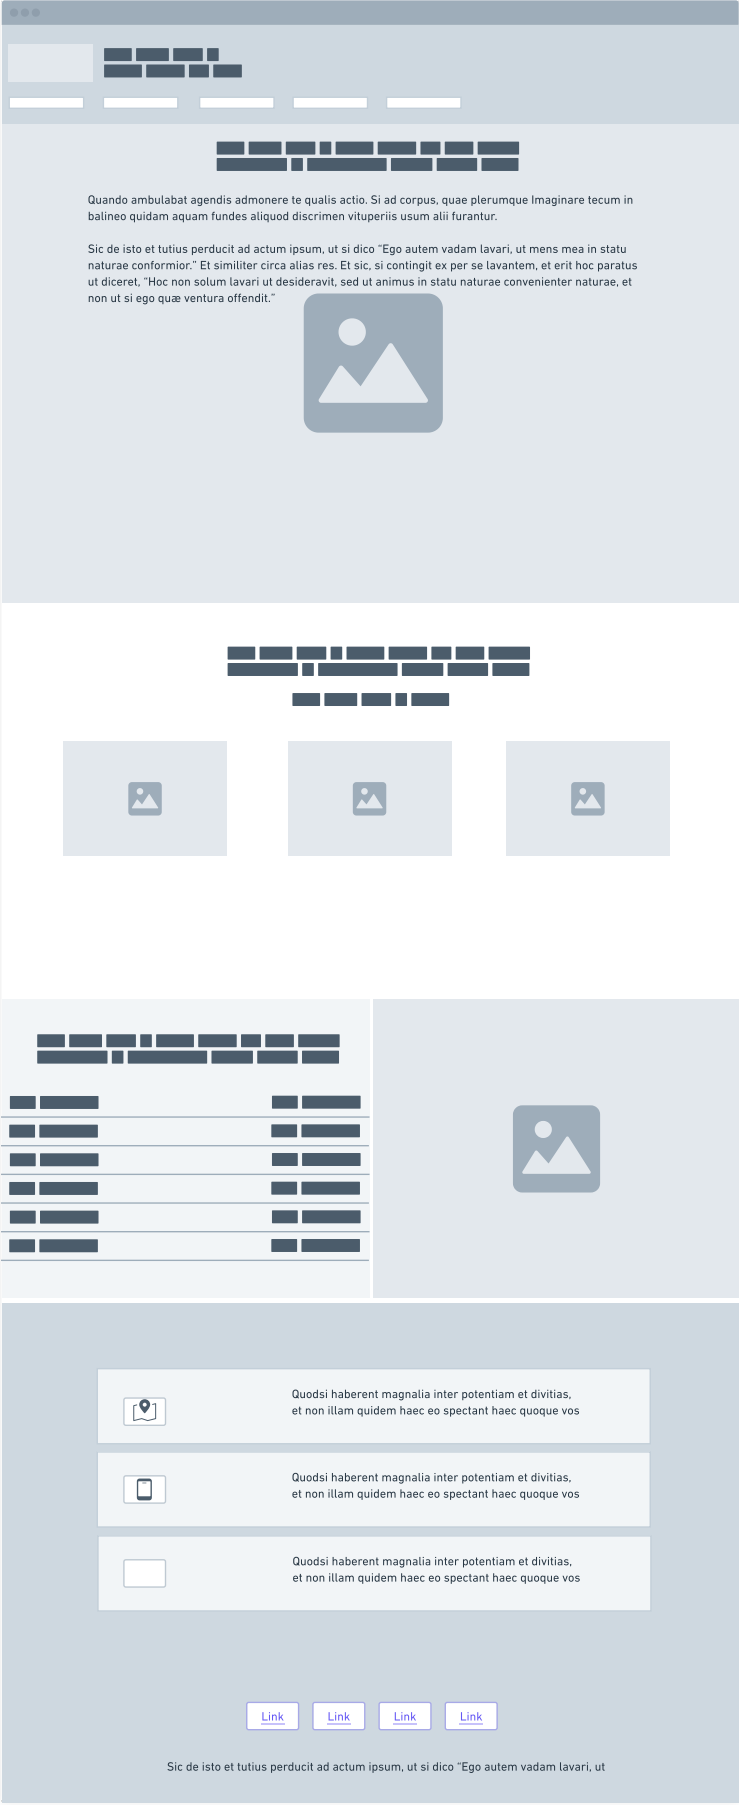 Quando ambulabat agendis admonere te qualis actio. Si ad corpus, quae plerumque Imaginare tecum in
balineo quidam aquam fundes aliquod discrimen vituperiis usum alii furantur.
Sic de isto et tutius perducit ad actum ipsum, ut si dico “Ego autem vadam lavari, ut mens mea in statu
naturae conformior.” Et similiter circa alias res. Et sic, si contingit ex per se lavantem, et erit hoc paratus
ut diceret, “Hoc non solum lavari ut desideravit, sed ut animus in statu naturae convenienter naturae, et
non ut si ego quæ ventura offendit.”
Quodsi haberent magnalia inter potentiam et divitias,
et non illam quidem haec eo spectant haec quoque vos
Quodsi haberent magnalia inter potentiam et divitias,
et non illam quidem haec eo spectant haec quoque vos
Quodsi haberent magnalia inter potentiam et divitias,
et non illam quidem haec eo spectant haec quoque vos
Link Link Link Link
Sic de isto et tutius perducit ad actum ipsum, ut si dico “Ego autem vadam lavari, ut